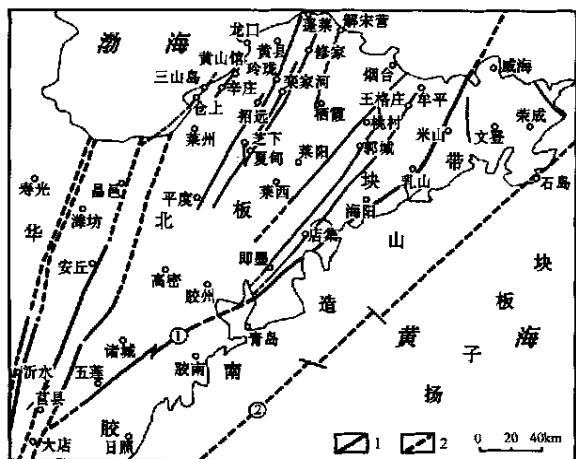 渤海
龙口
蓬莱
解宋营
黄山馆
黄县
修家
三山岛
玲珑
栾家河
烟台
威海
辛庄
仓上
招远
栖霞
王格庄
牟平
荣成
莱州
芝下
桃村
米山
文登
夏甸
莱阳
郭城
带
寿光
昌邑
平度
莱西
块
乳山
石岛
潍坊
北
板
海阳
华
店集
山
安丘
高密
即墨
块
胶州
造
板
①
青岛
黄海
诸城
子
沂水
五莲
胶南
南
扬
莒县
②
胶
大店
日照
1
2
0 20 40km